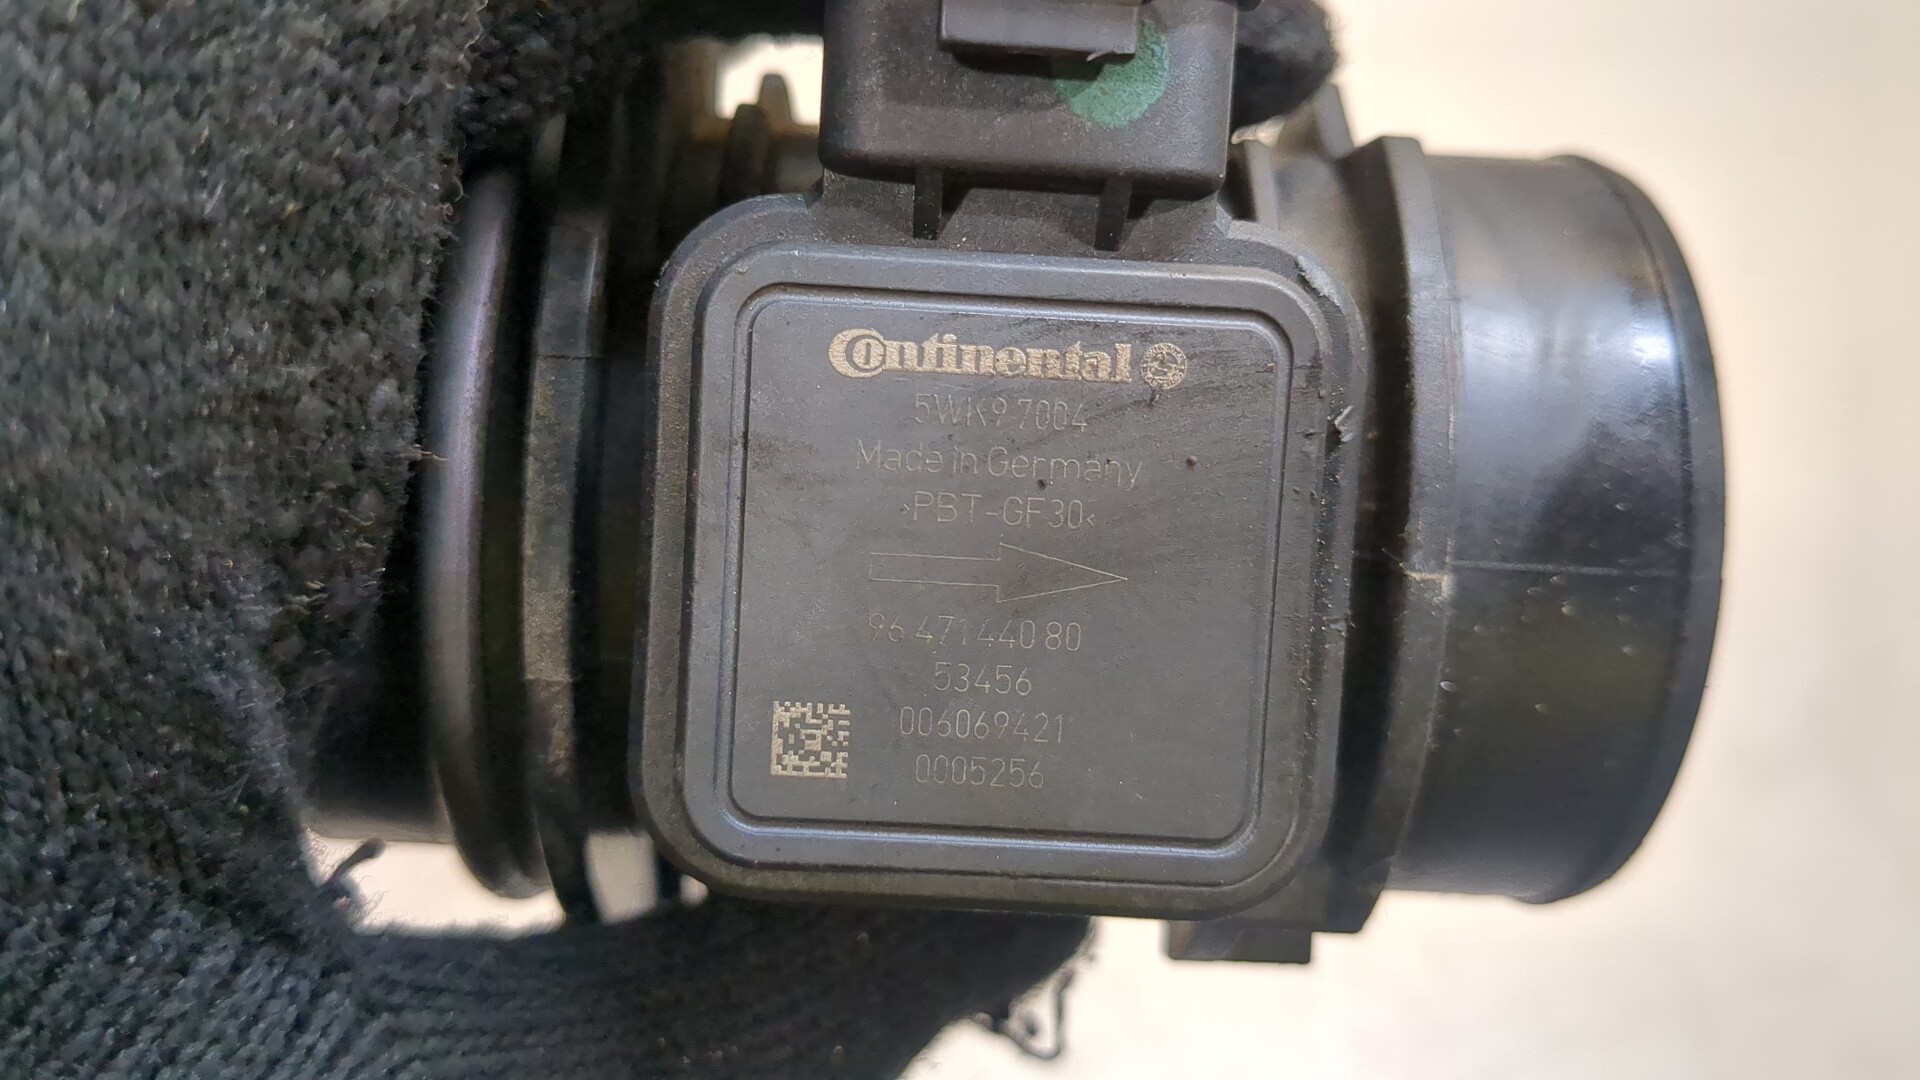 Continental
5WK9 7004
Made in Germany
>PBT-GF30<
96 471 440 80
53456
006069421
0005256